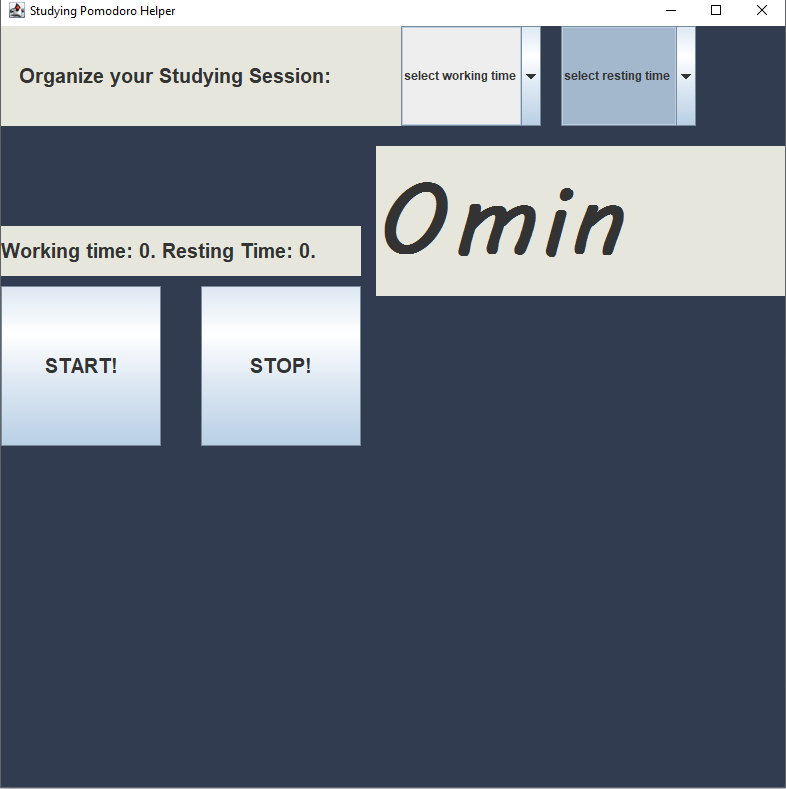 Studying Pomodoro Helper
Organize your Studying Session:
select working time
select resting time
0min
Working time: 0. Resting Time: 0.
START!
STOP!